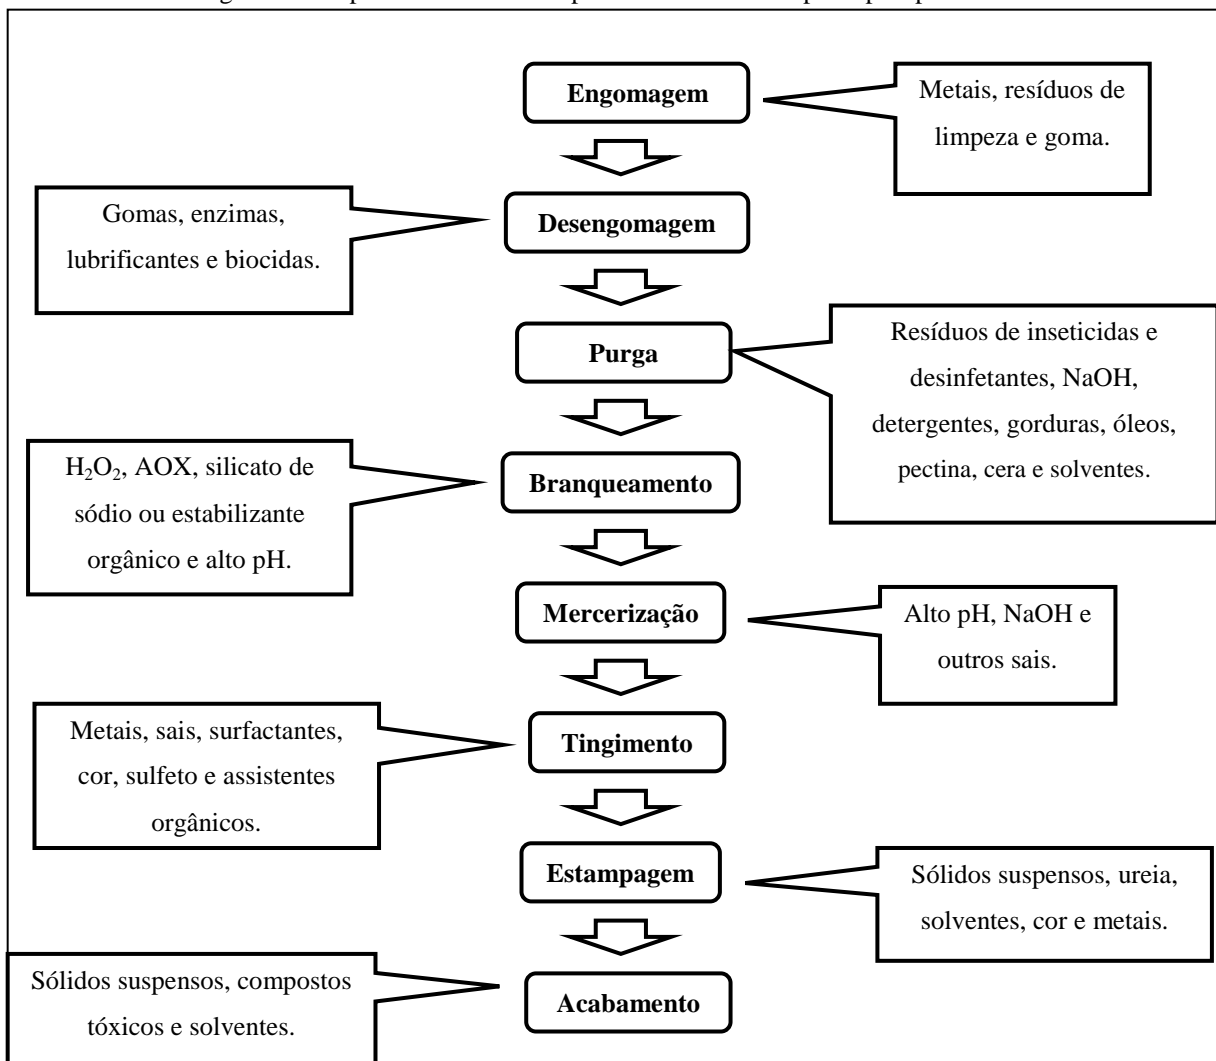 Engomagem
Metais, resíduos de
limpeza e goma.
Gomas, enzimas,
lubrificantes e biocidas.
Desengomagem
Purga
Resíduos de inseticidas e
desinfetantes, NaOH,
detergentes, gorduras, óleos,
pectina, cera e solventes.
H₂O₂, AOX, silicato de
sódio ou estabilizante
orgânico e alto pH.
Branqueamento
Mercerização
Alto pH, NaOH e
outros sais.
Metais, sais, surfactantes,
cor, sulfeto e assistentes
orgânicos.
Tingimento
Estampagem
Sólidos suspensos, ureia,
solventes, cor e metais.
Sólidos suspensos, compostos
tóxicos e solventes.
Acabamento